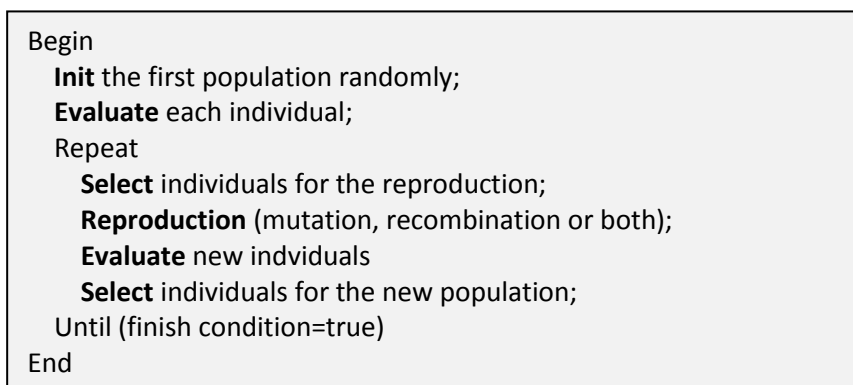 Begin
Init the first population randomly;
Evaluate each individual;
Repeat
Select individuals for the reproduction;
Reproduction (mutation, recombination or both);
Evaluate new indviduals
Select individuals for the new population;
Until (finish condition=true)
End